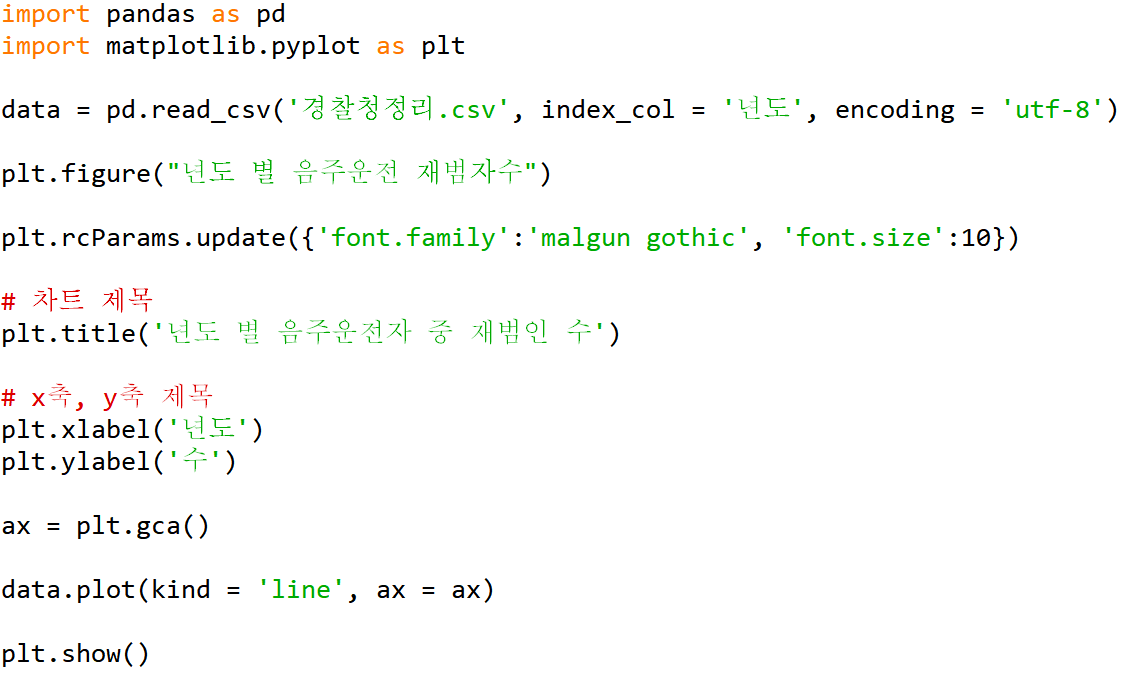 import pandas as pd
import matplotlib.pyplot as plt
data = pd.read_csv('경찰청정리.csv', index_col = '년도', encoding = 'utf-8')
plt.figure("년도 별 음주운전 재범자수")
plt.rcParams.update({'font.family':'malgun gothic', 'font.size':10})
# 차트 제목
plt.title('년도 별 음주운전자 중 재범인 수')
# x축, y축 제목
plt.xlabel('년도')
plt.ylabel('수')
ax = plt.gca()
data.plot(kind = 'line', ax = ax)
plt.show()